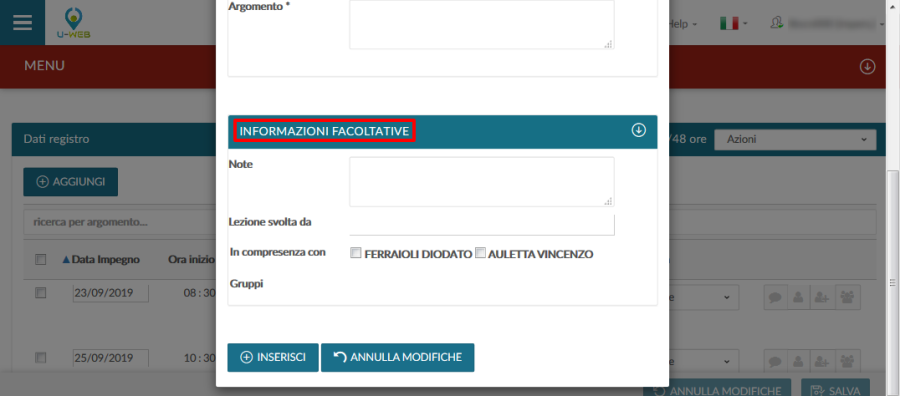 Argomento *
Help
U-WEB
MENU
INFORMAZIONI FACOLTATIVE
Dati registro
/48 ore
Azioni
Note
AGGIUNGI
ricerca per argomento...
Lezione svolta da
In compresenza con
FERRAIOLI DIODATO
AULETTA VINCENZO
Data Impegno
Ora inizio
Gruppi
23/09/2019
08 : 30
INSERISCI
ANNULLA MODIFICHE
25/09/2019
10 : 30
ANNULLA MODIFICHE
SALVA